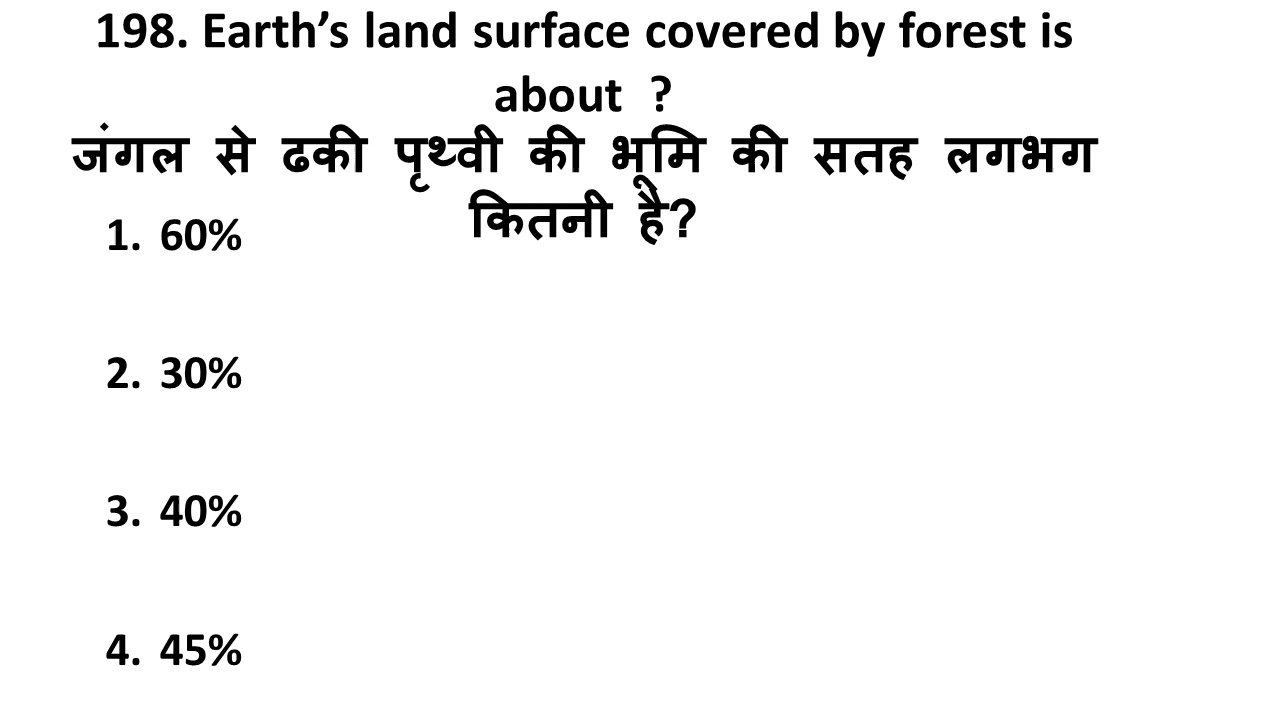 198. Earth’s land surface covered by forest is
about ?
जंगल से ढकी पृथ्वी की भूमि की सतह लगभग
कितनी है?
1. 60%
2. 30%
3. 40%
4. 45%